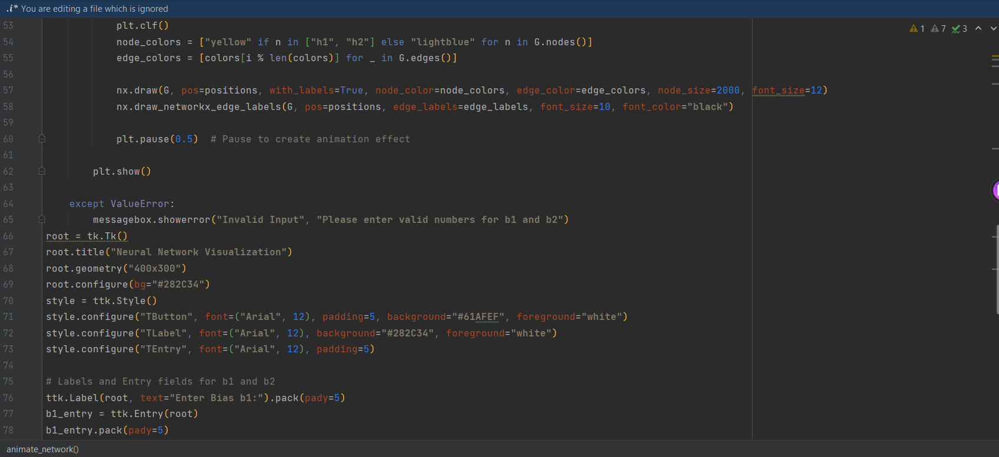 .i* You are editing a file which is ignored
1 7 3
53 plt.clf()
54 node_colors = ["yellow" if n in ["h1", "h2"] else "lightblue" for n in G.nodes()]
55 edge_colors = [colors[i % len(colors)] for _ in G.edges()]
56
57 nx.draw(G, pos=positions, with_labels=True, node_color=node_colors, edge_color=edge_colors, node_size=2000, font_size=12)
58 nx.draw_networkx_edge_labels(G, pos=positions, edge_labels=edge_labels, font_size=10, font_color="black")
59
60 plt.pause(0.5)  # Pause to create animation effect
61
62 plt.show()
63
64 except ValueError:
65 messagebox.showerror("Invalid Input", "Please enter valid numbers for b1 and b2")
66 root = tk.Tk()
67 root.title("Neural Network Visualization")
68 root.geometry("400x300")
69 root.configure(bg="#282C34")
70 style = ttk.Style()
71 style.configure("TButton", font=("Arial", 12), padding=5, background="#61AFEF", foreground="white")
72 style.configure("TLabel", font=("Arial", 12), background="#282C34", foreground="white")
73 style.configure("TEntry", font=("Arial", 12), padding=5)
74
75 # Labels and Entry fields for b1 and b2
76 ttk.Label(root, text="Enter Bias b1:").pack(pady=5)
77 b1_entry = ttk.Entry(root)
78 b1_entry.pack(pady=5)
animate_network()